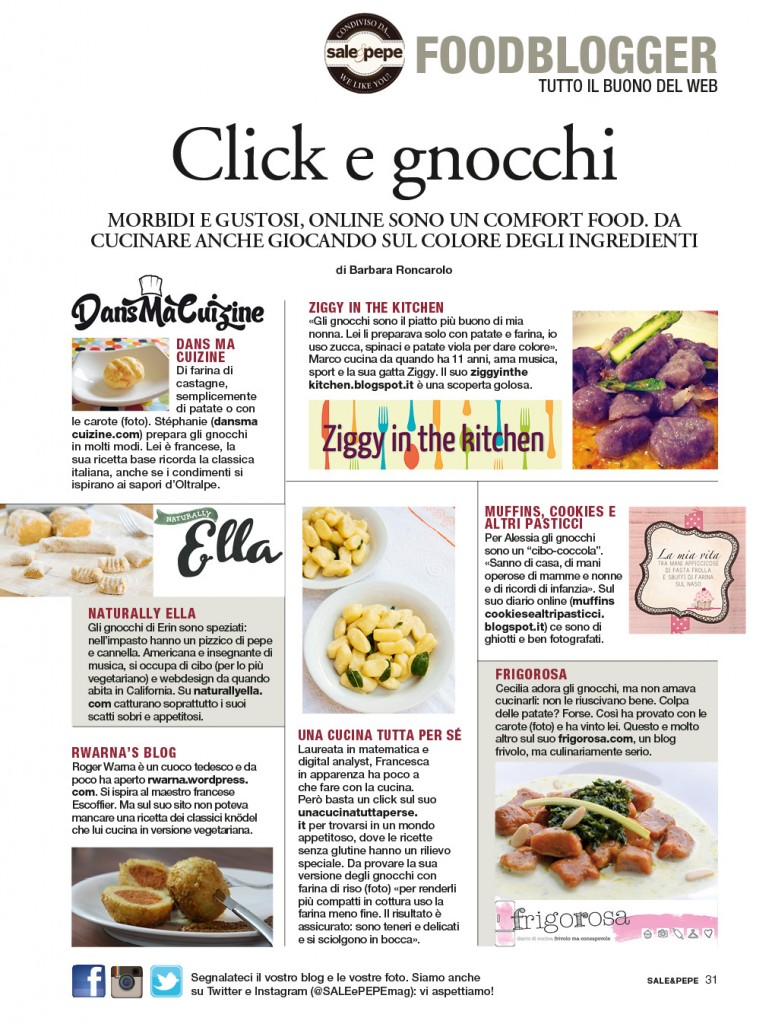 CONDIVISO DA...
sale&pepe
WE LIKE YOU!
FOODBLOGGER
TUTTO IL BUONO DEL WEB
Click e gnocchi
MORBIDI E GUSTOSI, ONLINE SONO UN COMFORT FOOD. DA
CUCINARE ANCHE GIOCANDO SUL COLORE DEGLI INGREDIENTI
di Barbara Roncarolo
DansMaCuizine
DANS MA
CUIZINE
Di farina di
castagne,
semplicemente
di patate o con
le carote (foto). Stéphanie (dansma
cuizine.com) prepara gli gnocchi
in molti modi. Lei è francese, la
sua ricetta base ricorda la classica
italiana, anche se i condimenti si
ispirano ai sapori d'Oltralpe.
ZIGGY IN THE KITCHEN
«Gli gnocchi sono il piatto più buono di mia
nonna. Lei li preparava solo con patate e farina, io
uso zucca, spinaci e patate viola per dare colore».
Marco cucina da quando ha 11 anni, ama musica,
sport e la sua gatta Ziggy. Il suo ziggyinthe
kitchen.blogspot.it è una scoperta golosa.
Ziggy in the kitchen
NATURALLY
Ella
NATURALLY ELLA
Gli gnocchi di Erin sono speziati:
nell'impasto hanno un pizzico di pepe
e cannella. Americana e insegnante di
musica, si occupa di cibo (per lo più
vegetariano) e webdesign da quando
abita in California. Su naturallyella.
com catturano soprattutto i suoi
scatti sobri e appetitosi.
RWARNA'S BLOG
Roger Warna è un cuoco tedesco e da
poco ha aperto rwarna.wordpress.
com. Si ispira al maestro francese
Escoffier. Ma sul suo sito non poteva
mancare una ricetta dei classici knödel
che lui cucina in versione vegetariana.
UNA CUCINA TUTTA PER SÉ
Laureata in matematica e
digital analyst, Francesca
in apparenza ha poco a
che fare con la cucina.
Però basta un click sul suo
unacucinatuttaperse.
it per trovarsi in un mondo
appetitoso, dove le ricette
senza glutine hanno un rilievo
speciale. Da provare la sua
versione degli gnocchi con
farina di riso (foto) «per renderli
più compatti in cottura uso la
farina meno fine. Il risultato è
assicurato: sono teneri e delicati
e si sciolgono in bocca».
MUFFINS, COOKIES E
ALTRI PASTICCI
Per Alessia gli gnocchi
sono un "cibo-coccola".
«Sanno di casa, di mani
operose di mamme e nonne
e di ricordi di infanzia». Sul
suo diario online (muffins
cookiesealtripasticci.
blogspot.it) ce sono di
ghiotti e ben fotografati.
La mia vita
TRA MANI APPICCICOSE
DI PASTA FROLLA
E SBUFFI DI FARINA
SUL NASO
FRIGOROSA
Cecilia adora gli gnocchi, ma non amava
cucinarli: non le riuscivano bene. Colpa
delle patate? Forse. Così ha provato con le
carote (foto) e ha vinto lei. Questo e molto
altro sul suo frigorosa.com, un blog
frivolo, ma culinariamente serio.
frigorosa
diario di cucina frivolo ma consapevole
Segnalateci il vostro blog e le vostre foto. Siamo anche
su Twitter e Instagram (@SALEePEPEmag): vi aspettiamo!
SALE&PEPE 31